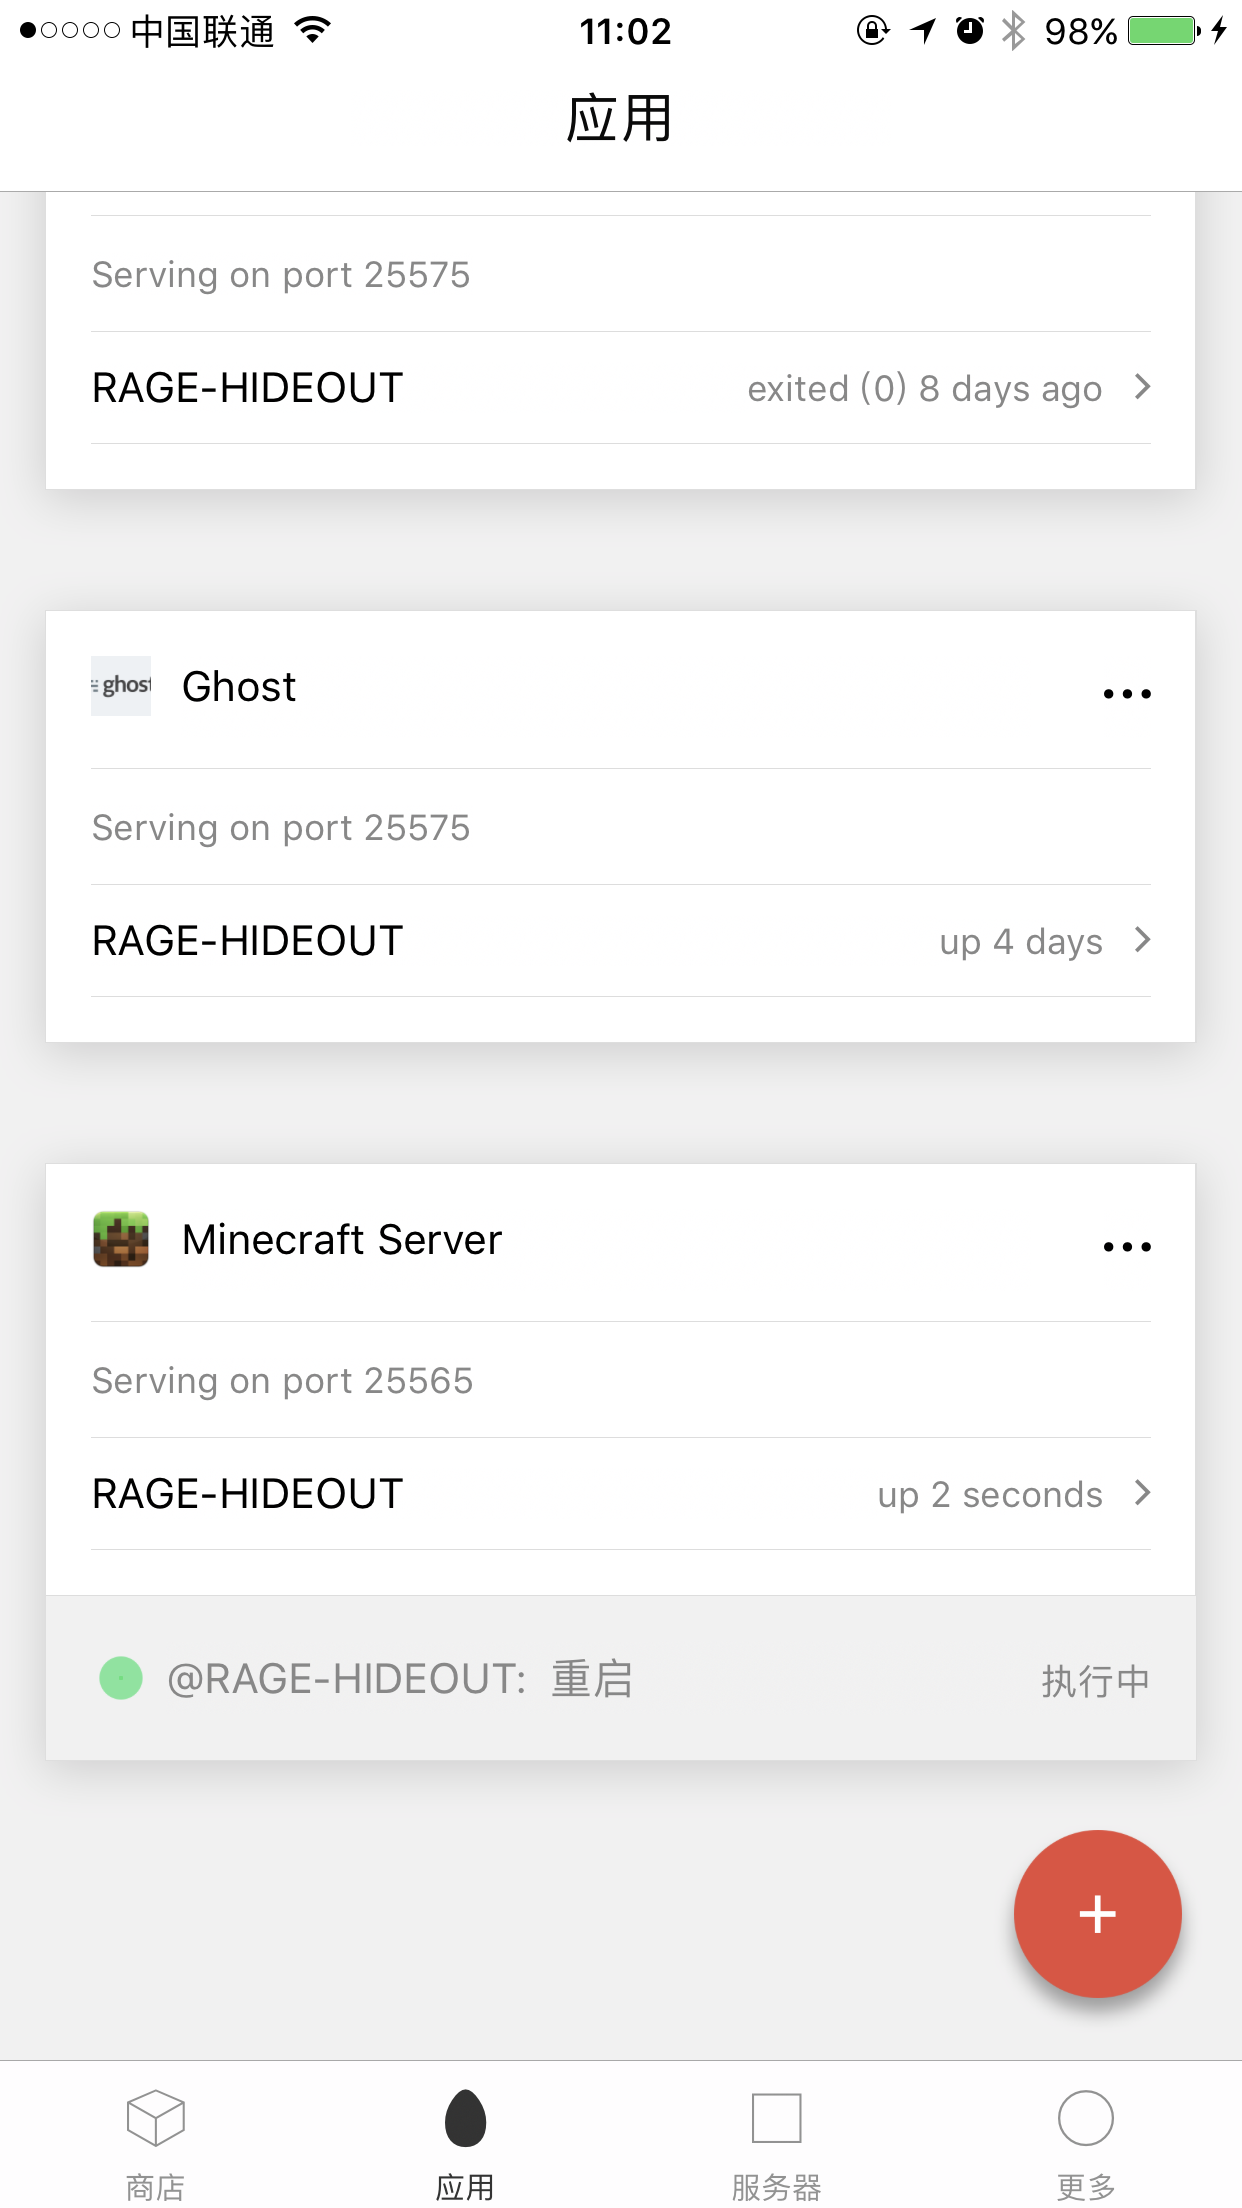 中国联通
11:02
98%
应用
Serving on port 25575
RAGE-HIDEOUT
exited (0) 8 days ago
ghost
Ghost
Serving on port 25575
RAGE-HIDEOUT
up 4 days
Minecraft Server
Serving on port 25565
RAGE-HIDEOUT
up 2 seconds
@RAGE-HIDEOUT: 重启
执行中
商店
应用
服务器
更多